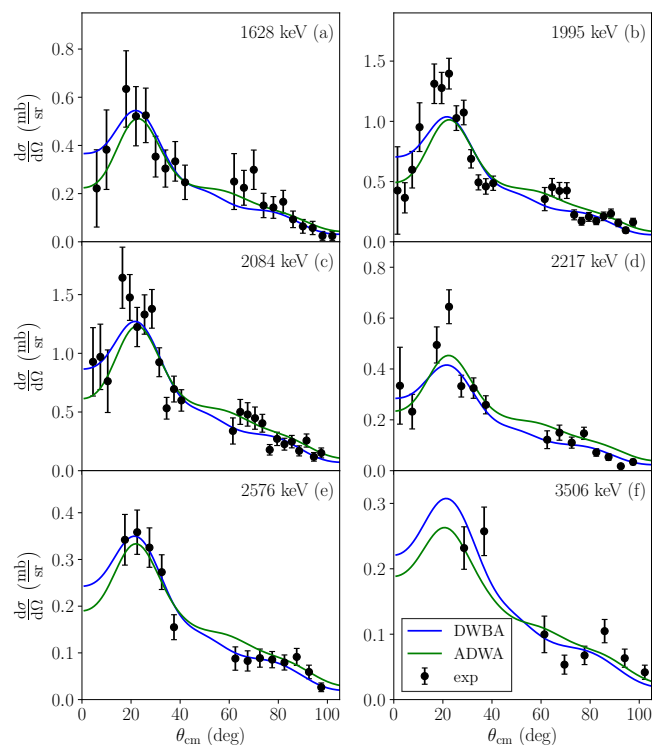 1628 keV (a)
1995 keV (b)
0.8
0.6
0.4
0.2
0.0
dσ/dΩ (mb/sr)
1.5
1.0
0.5
0.0
2084 keV (c)
2217 keV (d)
1.5
1.0
0.5
0.0
dσ/dΩ (mb/sr)
0.8
0.6
0.4
0.2
0.0
2576 keV (e)
3506 keV (f)
0.4
0.3
0.2
0.1
0.0
dσ/dΩ (mb/sr)
0.3
0.2
0.1
0.0
DWBA
ADWA
exp
0 20 40 60 80 100
0 20 40 60 80 100
θcm (deg)
θcm (deg)